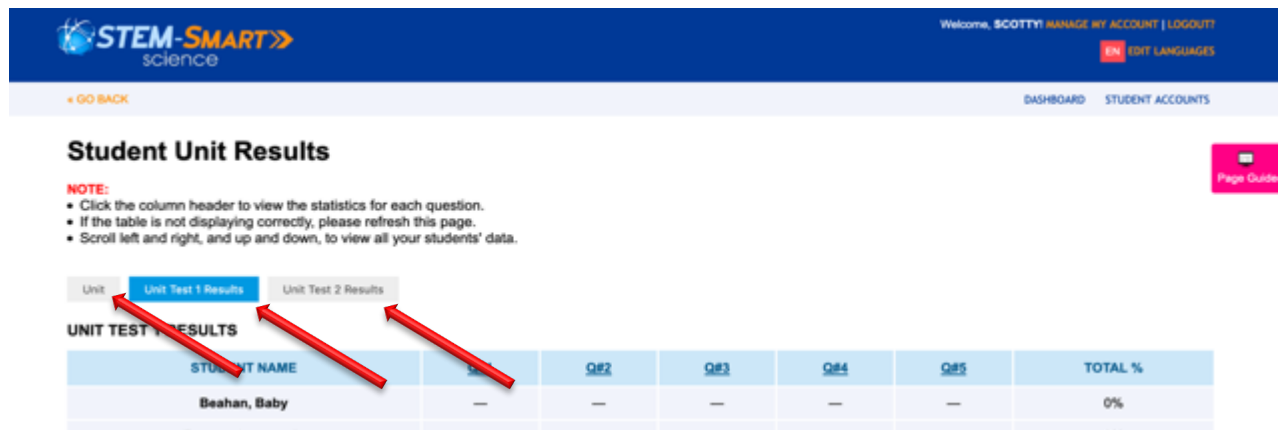 STEM-SMART
science
Welcome, SCOTTY! MANAGE MY ACCOUNT | LOGOUT?
EN EDIT LANGUAGES
« GO BACK
DASHBOARD STUDENT ACCOUNTS
Student Unit Results
Page Guide
NOTE:
• Click the column header to view the statistics for each question.
• If the table is not displaying correctly, please refresh this page.
• Scroll left and right, and up and down, to view all your students' data.
Unit Unit Test 1 Results Unit Test 2 Results
UNIT TEST RESULTS
STUDENT NAME Q#2 Q#3 Q#4 Q#5 TOTAL %
Beahan, Baby — — — — — 0%